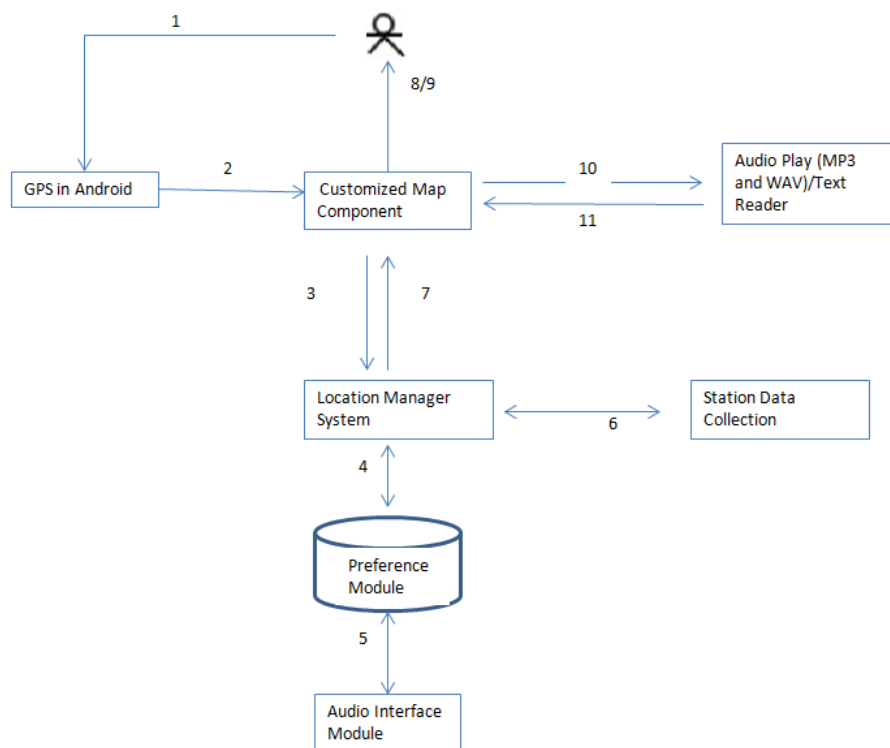 1
8/9
2
GPS in Android
Customized Map
Component
10
11
Audio Play (MP3
and WAV)/Text
Reader
3
7
Location Manager
System
6
Station Data
Collection
4
Preference
Module
5
Audio Interface
Module